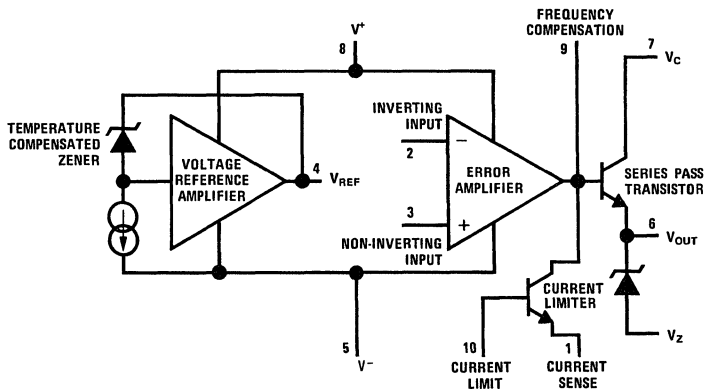 FREQUENCY
COMPENSATION
V+
8
9
7
VC
TEMPERATURE
COMPENSATED
ZENER
VOLTAGE
REFERENCE
AMPLIFIER
4
VREF
INVERTING
INPUT
2
−
ERROR
AMPLIFIER
3
+
NON-INVERTING
INPUT
SERIES PASS
TRANSISTOR
6
VOUT
CURRENT
LIMITER
VZ
5
V−
10
CURRENT
LIMIT
1
CURRENT
SENSE